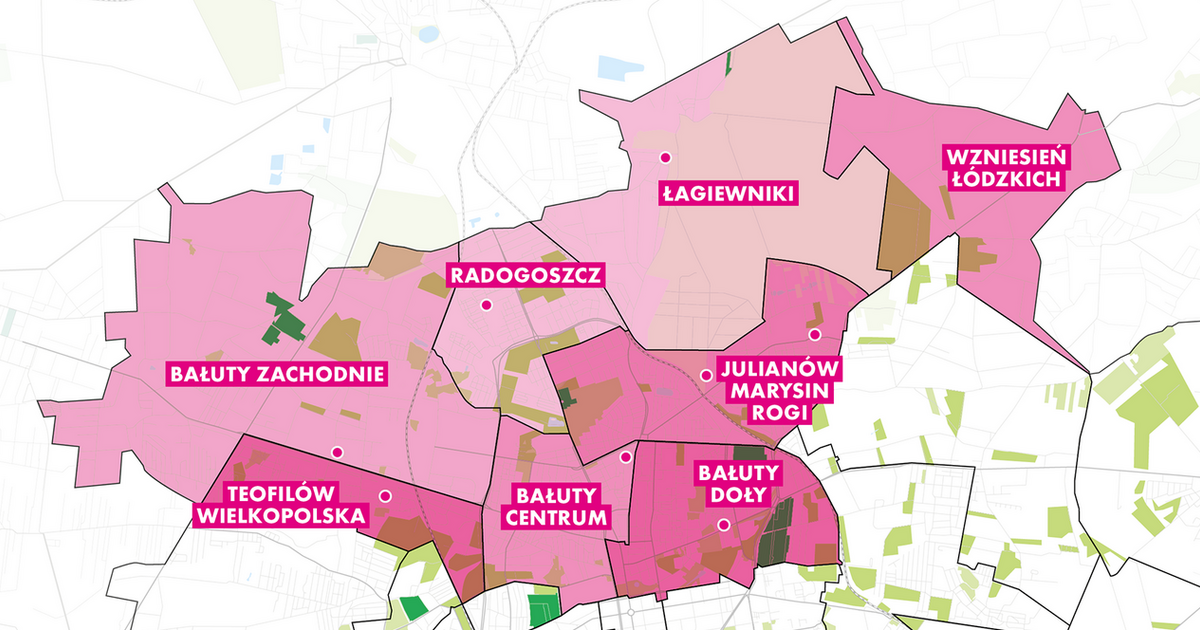 WZNIESIEŃ
ŁÓDZKICH
ŁAGIEWNIKI
RADOGOSZCZ
BAŁUTY ZACHODNIE
JULIANÓW
MARYSIN
ROGI
TEOFILÓW
WIELKOPOLSKA
BAŁUTY
CENTRUM
BAŁUTY
DOŁY